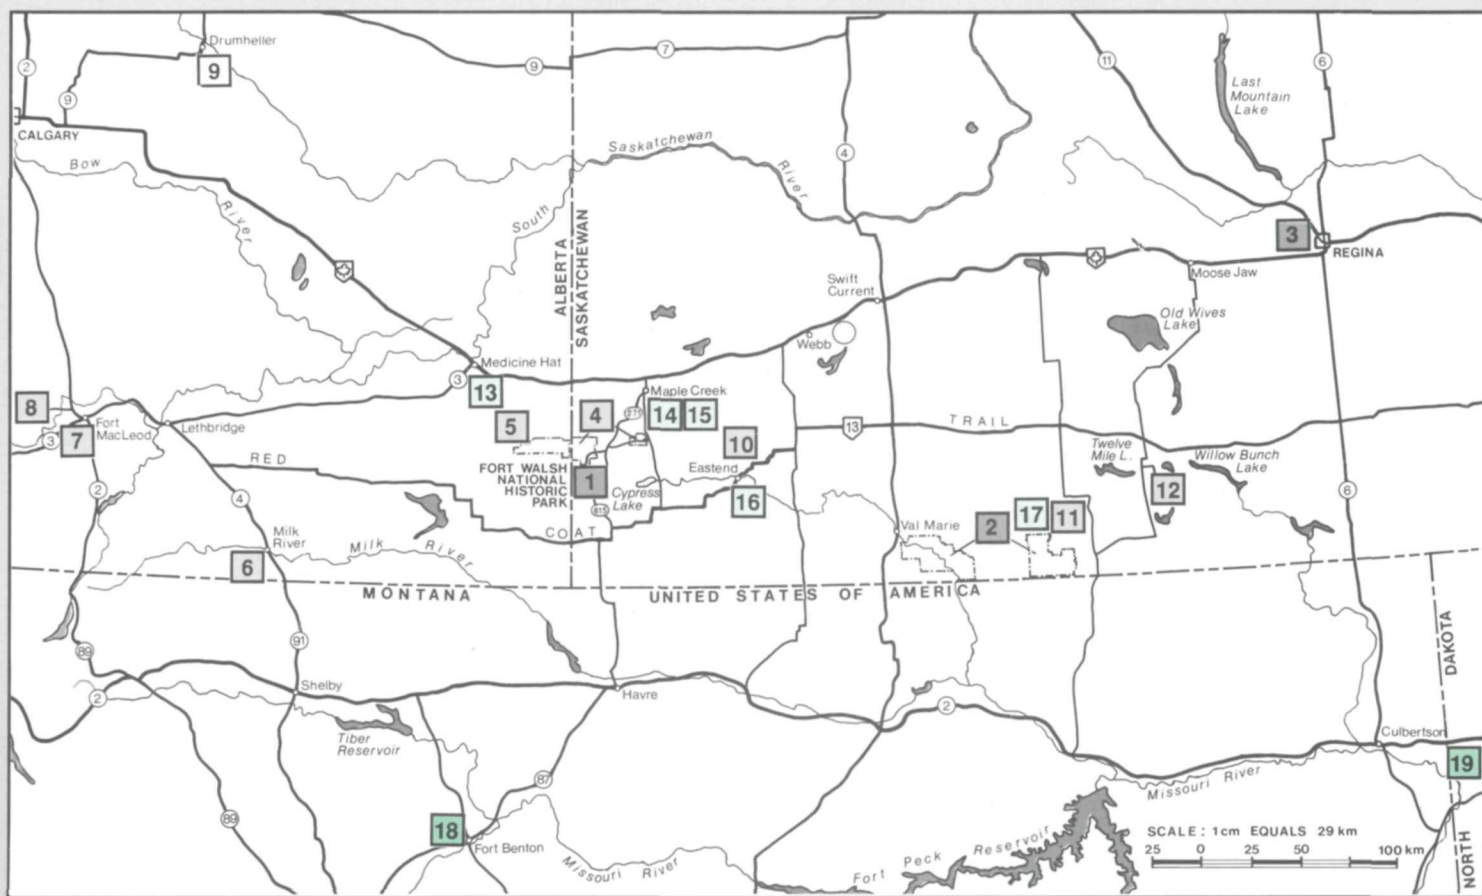 Drumheller
9
2
9
9
7
11
6
Last
Mountain
Lake
CALGARY
Bow
River
Saskatchewan
River
4
South
ALBERTA
SASKATCHEWAN
3
REGINA
Moose Jaw
Swift
Current
Old Wives
Lake
Webb
Medicine Hat
3
13
Maple Creek
271
14
15
8
7
Fort
MacLeod
3
Lethbridge
5
4
10
13
TRAIL
Twelve
Mile L.
Willow Bunch
Lake
RED
FORT WALSH
NATIONAL
HISTORIC
PARK
1
Cypress
Lake
Eastend
16
12
2
4
615
6
COAT
Milk
River
Milk River
Val Marie
2
17
11
6
MONTANA
UNITED STATES OF AMERICA
89
91
2
Shelby
Havre
2
DAKOTA
NORTH
Tiber
Reservoir
Culbertson
19
87
89
18
Fort Benton
Missouri River
Missouri River
Fort Peck Reservoir
SCALE: 1cm EQUALS 29 km
25 0 25 50 100 km